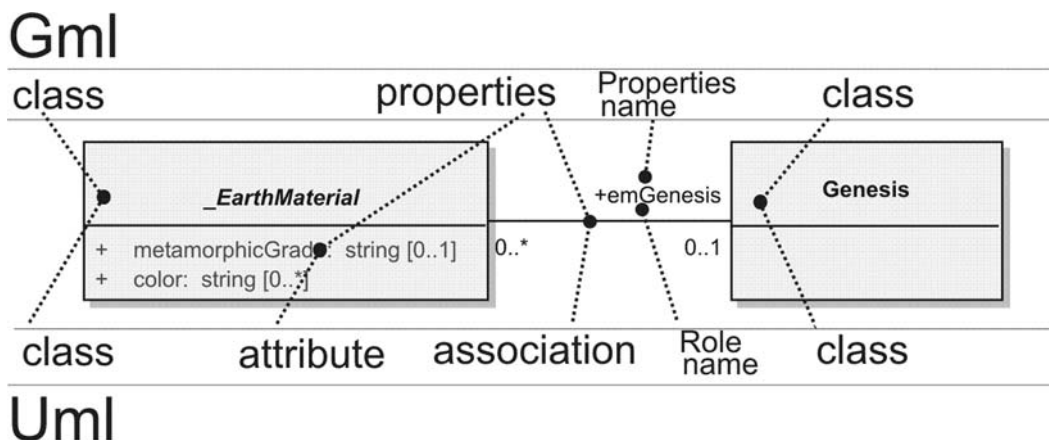 Gml
class properties Properties name class
_EarthMaterial +emGenesis Genesis
+ metamorphicGrade: string [0..1] 0..* 0..1
+ color: string [0..*]
class attribute association Role name class
Uml